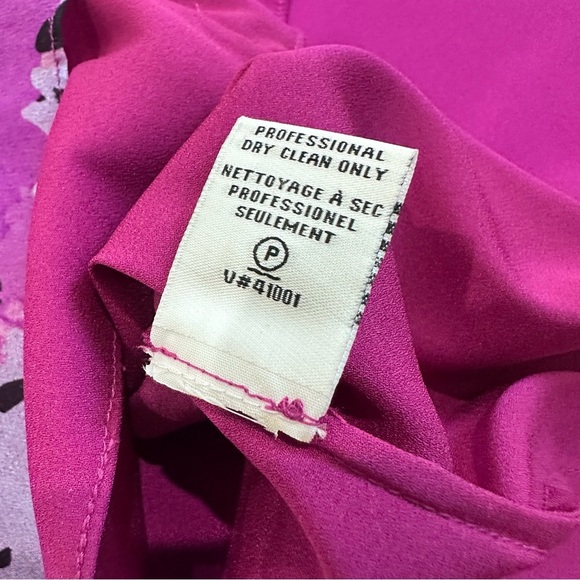 PROFESSIONAL
DRY CLEAN ONLY
NETTOYAGE À SEC
PROFESSIONEL
SEULEMENT
P
V#41001